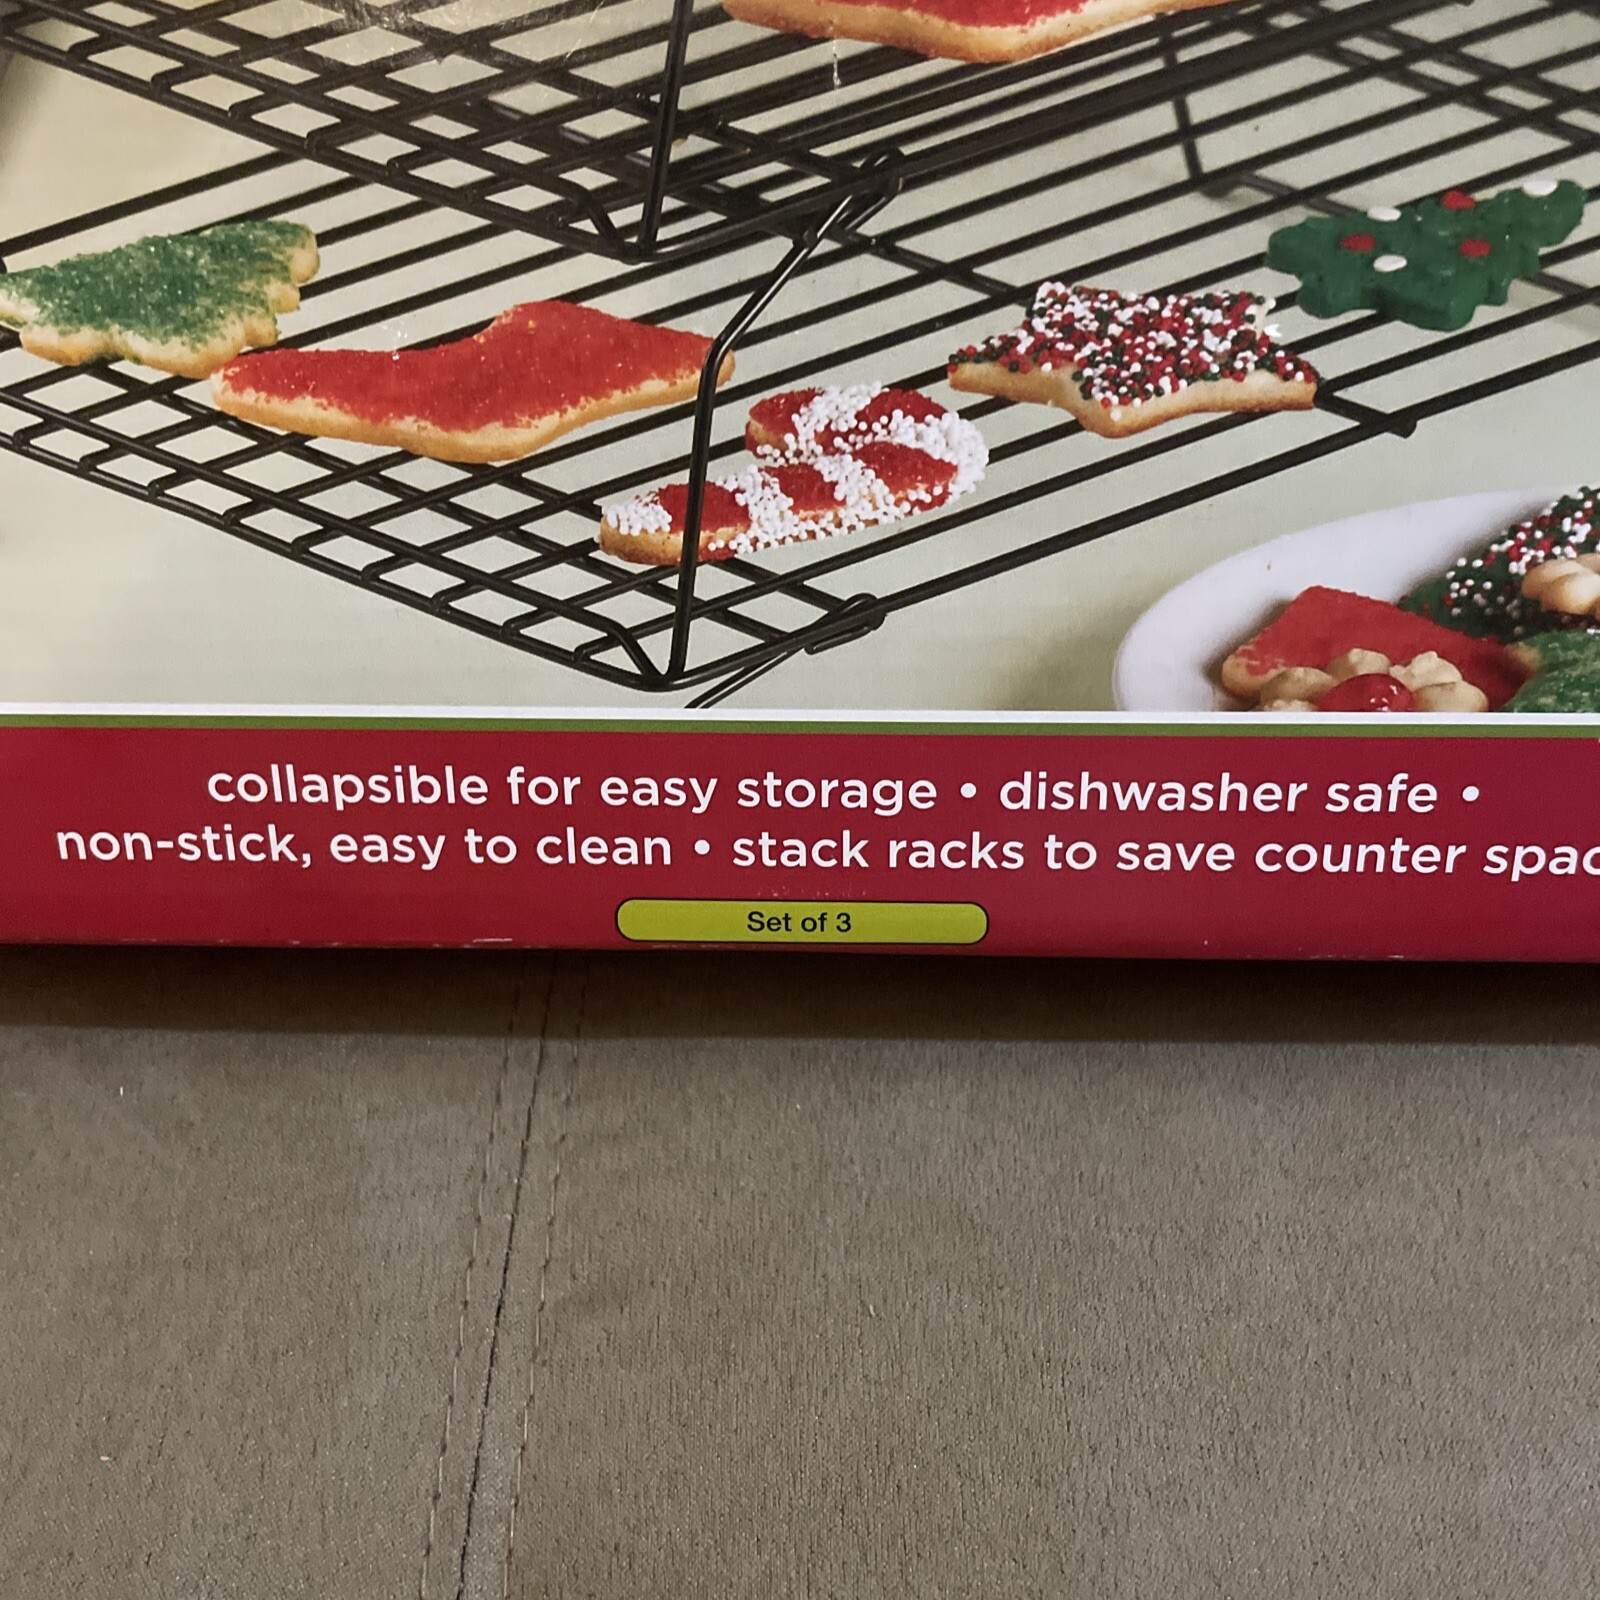 collapsible for easy storage • dishwasher safe •
non-stick, easy to clean • stack racks to save counter spac
Set of 3